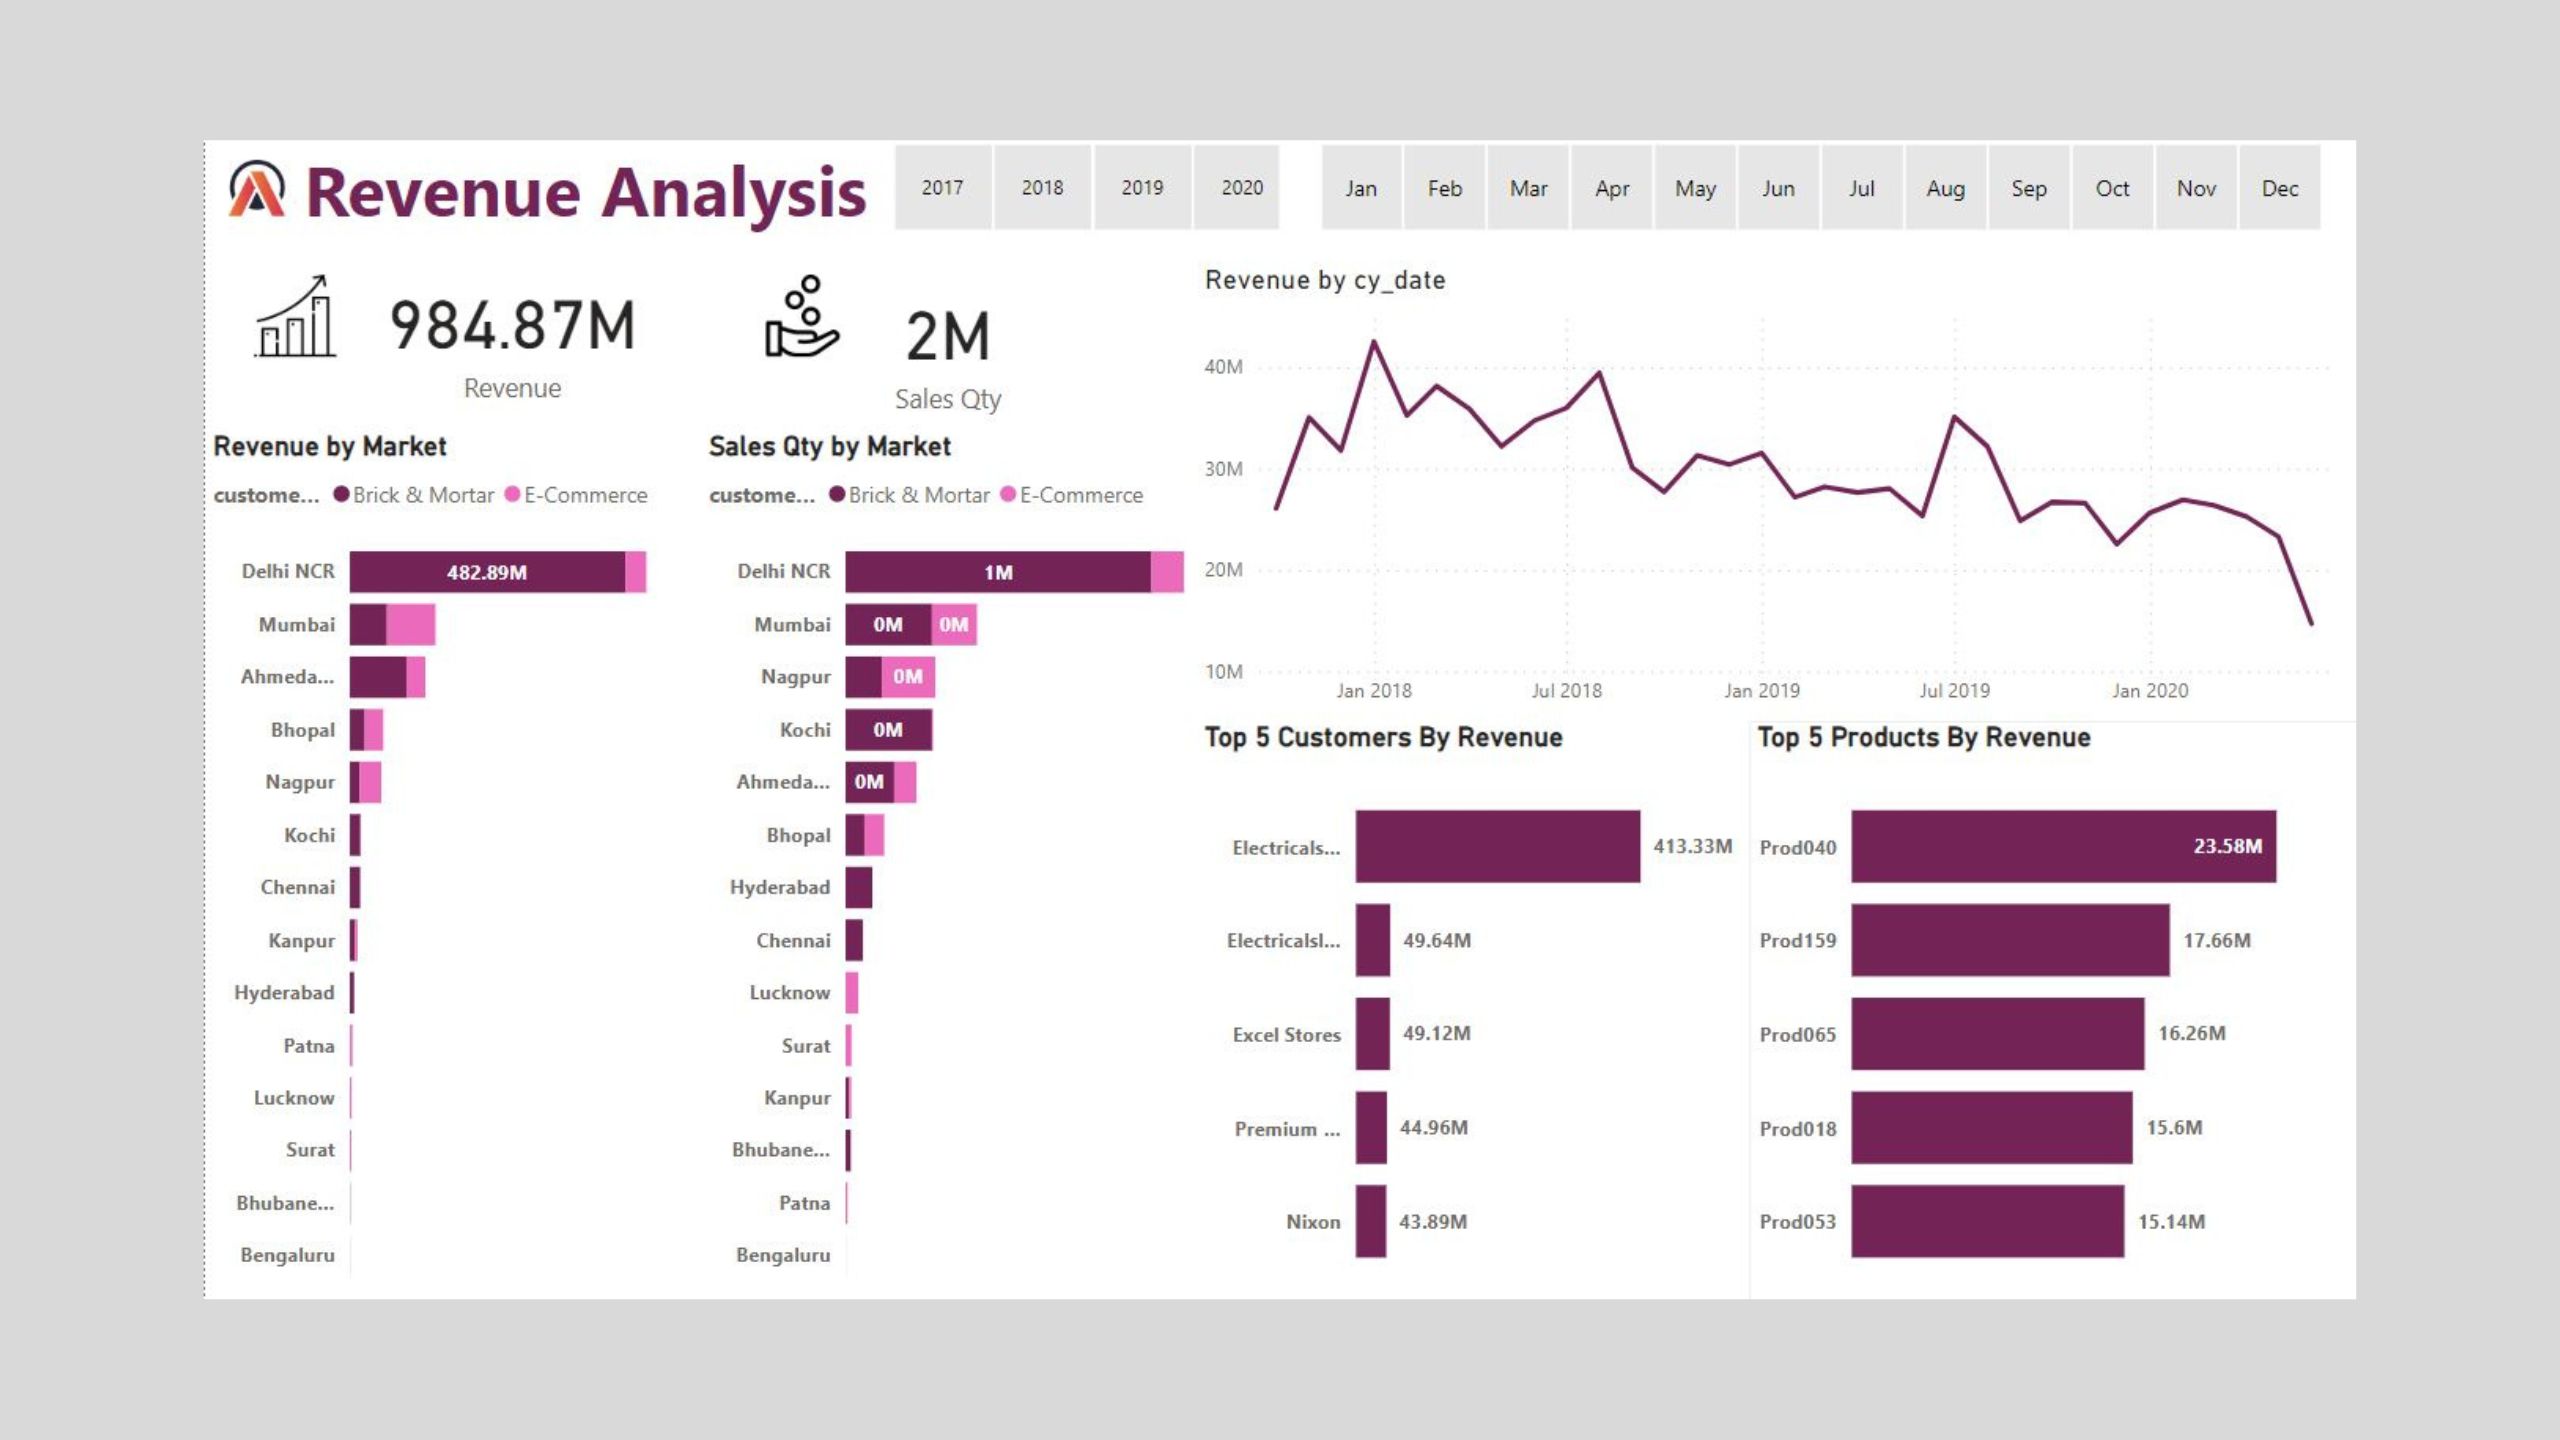 Revenue Analysis
2017 2018 2019 2020
Jan Feb Mar Apr May Jun Jul Aug Sep Oct Nov Dec
984.87M
Revenue
2M
Sales Qty
Revenue by Market
custome... Brick & Mortar E-Commerce
Delhi NCR 482.89M
Mumbai
Ahmeda...
Bhopal
Nagpur
Kochi
Chennai
Kanpur
Hyderabad
Patna
Lucknow
Surat
Bhubane...
Bengaluru
Sales Qty by Market
custome... Brick & Mortar E-Commerce
Delhi NCR 1M
Mumbai 0M 0M
Nagpur 0M
Kochi 0M
Ahmeda... 0M
Bhopal
Hyderabad
Chennai
Lucknow
Surat
Kanpur
Bhubane...
Patna
Bengaluru
Revenue by cy_date
40M
30M
20M
10M
Jan 2018 Jul 2018 Jan 2019 Jul 2019 Jan 2020
Top 5 Customers By Revenue
Electricals... 413.33M
Electricalsl... 49.64M
Excel Stores 49.12M
Premium ... 44.96M
Nixon 43.89M
Top 5 Products By Revenue
Prod040 23.58M
Prod159 17.66M
Prod065 16.26M
Prod018 15.6M
Prod053 15.14M